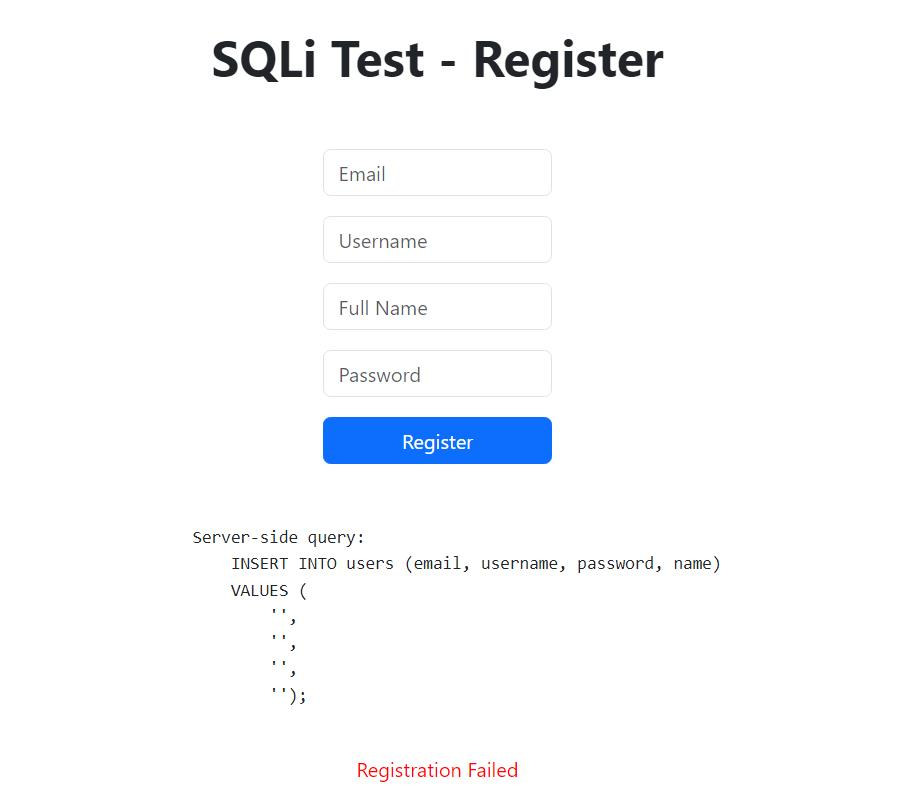 SQLi Test - Register
Email
Username
Full Name
Password
Register
Server-side query:
    INSERT INTO users (email, username, password, name)
    VALUES (
        '',
        '',
        '',
        '');
Registration Failed